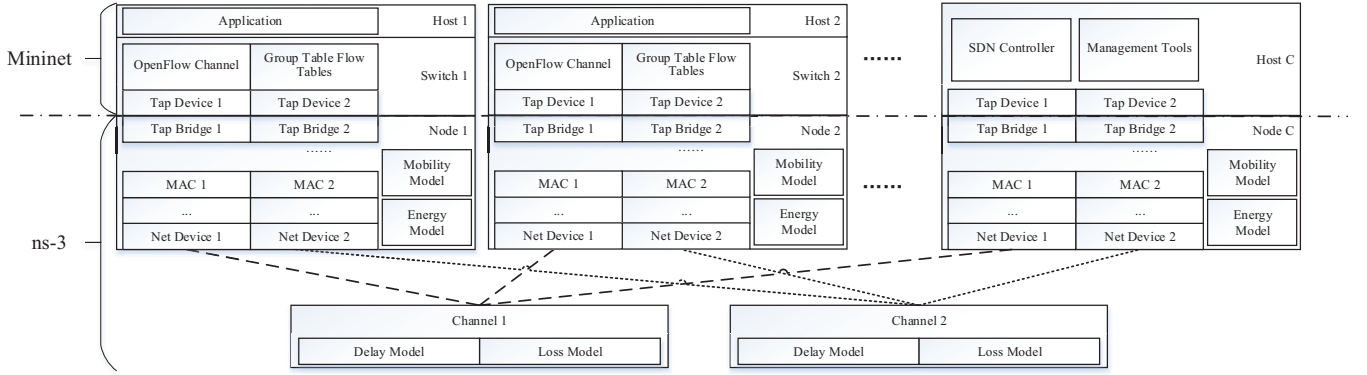 Mininet
ns-3
Application
Host 1
OpenFlow Channel
Group Table Flow
Tables
Switch 1
Tap Device 1
Tap Device 2
Tap Bridge 1
Tap Bridge 2
Node 1
......
Mobility
Model
MAC 1
MAC 2
...
...
Energy
Model
Net Device 1
Net Device 2
Application
Host 2
OpenFlow Channel
Group Table Flow
Tables
Switch 2
Tap Device 1
Tap Device 2
Tap Bridge 1
Tap Bridge 2
Node 2
......
Mobility
Model
MAC 1
MAC 2
...
...
Energy
Model
Net Device 1
Net Device 2
......
......
SDN Controller
Management Tools
Host C
Tap Device 1
Tap Device 2
Tap Bridge 1
Tap Bridge 2
Node C
......
Mobility
Model
MAC 1
MAC 2
...
...
Energy
Model
Net Device 1
Net Device 2
Channel 1
Delay Model
Loss Model
Channel 2
Delay Model
Loss Model